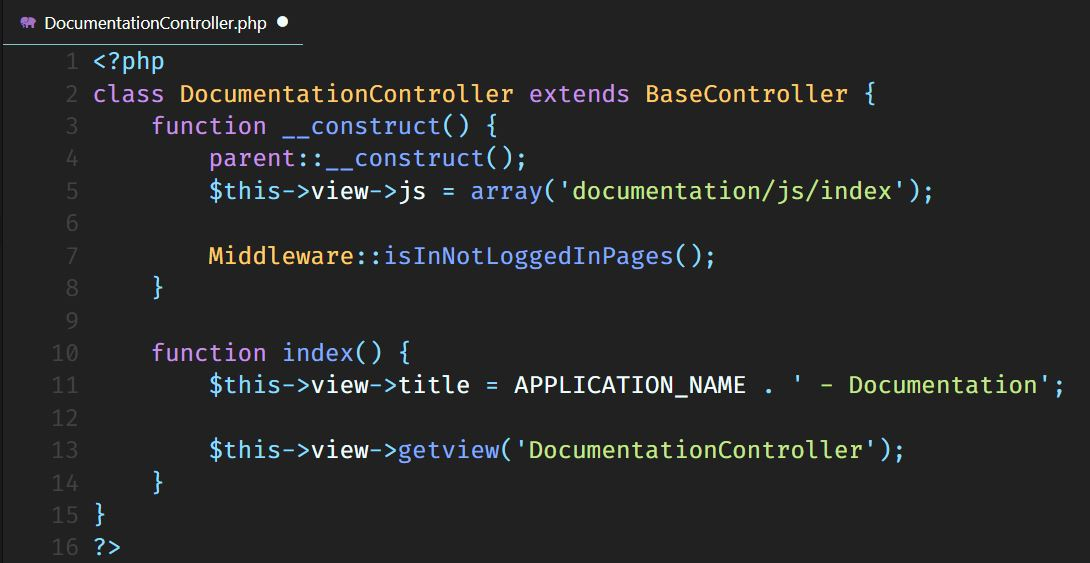 DocumentationController.php
1 <?php
2 class DocumentationController extends BaseController {
3     function __construct() {
4         parent::__construct();
5         $this->view->js = array('documentation/js/index');
6
7         Middleware::isInNotLoggedInPages();
8     }
9
10     function index() {
11         $this->view->title = APPLICATION_NAME . ' - Documentation';
12
13         $this->view->getview('DocumentationController');
14     }
15 }
16 ?>